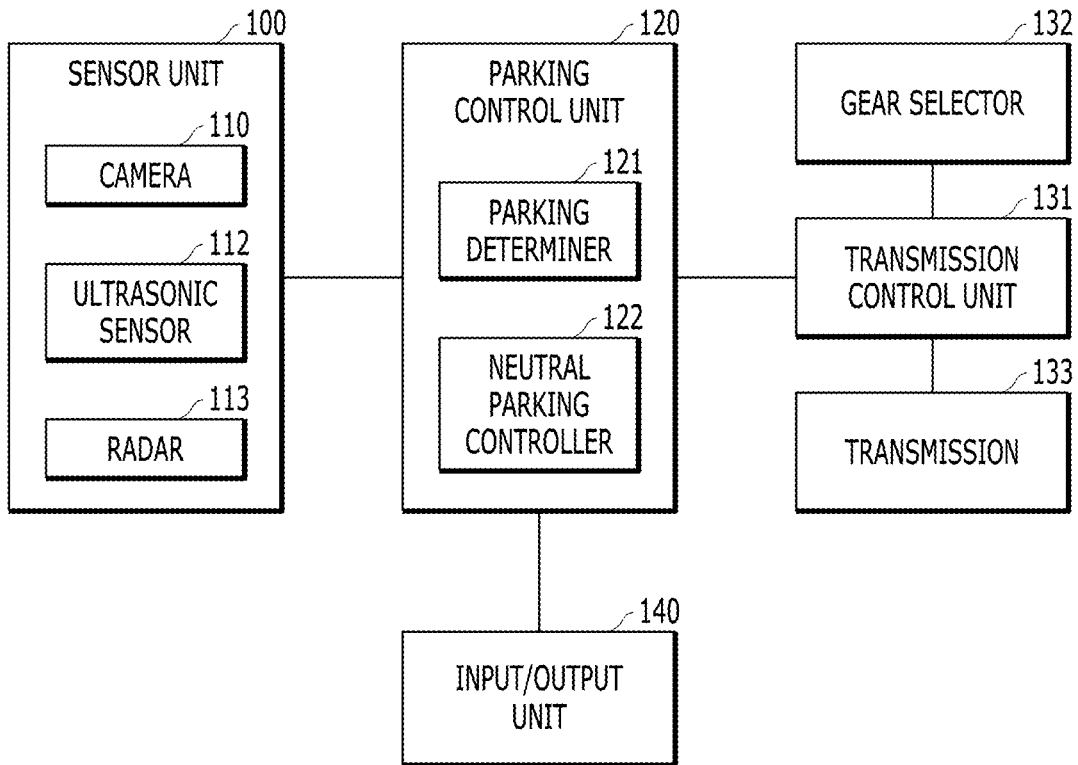 100
SENSOR UNIT
110
CAMERA
112
ULTRASONIC
SENSOR
113
RADAR
120
PARKING
CONTROL UNIT
121
PARKING
DETERMINER
122
NEUTRAL
PARKING
CONTROLLER
132
GEAR SELECTOR
131
TRANSMISSION
CONTROL UNIT
133
TRANSMISSION
140
INPUT/OUTPUT
UNIT